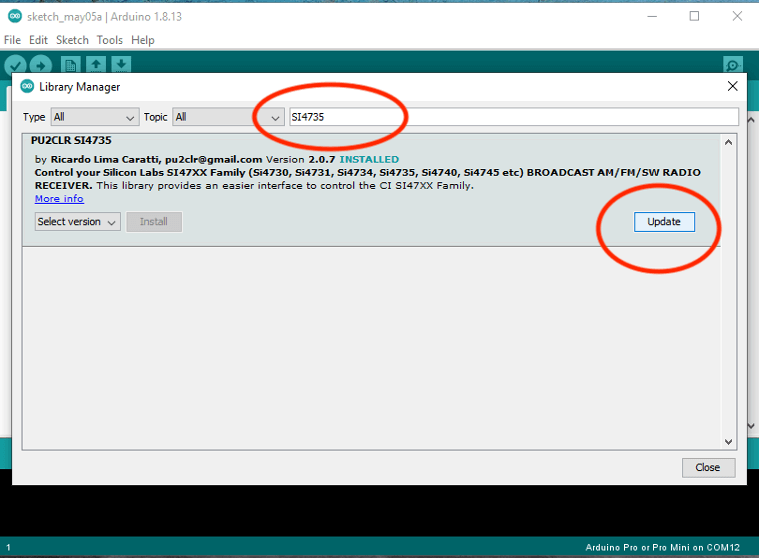 sketch_may05a | Arduino 1.8.13
File Edit Sketch Tools Help
Library Manager
Type All Topic All SI4735
PU2CLR SI4735
by Ricardo Lima Caratti, pu2clr@gmail.com Version 2.0.7 INSTALLED
Control your Silicon Labs SI47XX Family (Si4730, Si4731, Si4734, Si4735, Si4740, Si4745 etc) BROADCAST AM/FM/SW RADIO
RECEIVER. This library provides an easier interface to control the CI SI47XX Family.
More info
Select version Install Update
Close
1 Arduino Pro or Pro Mini on COM12